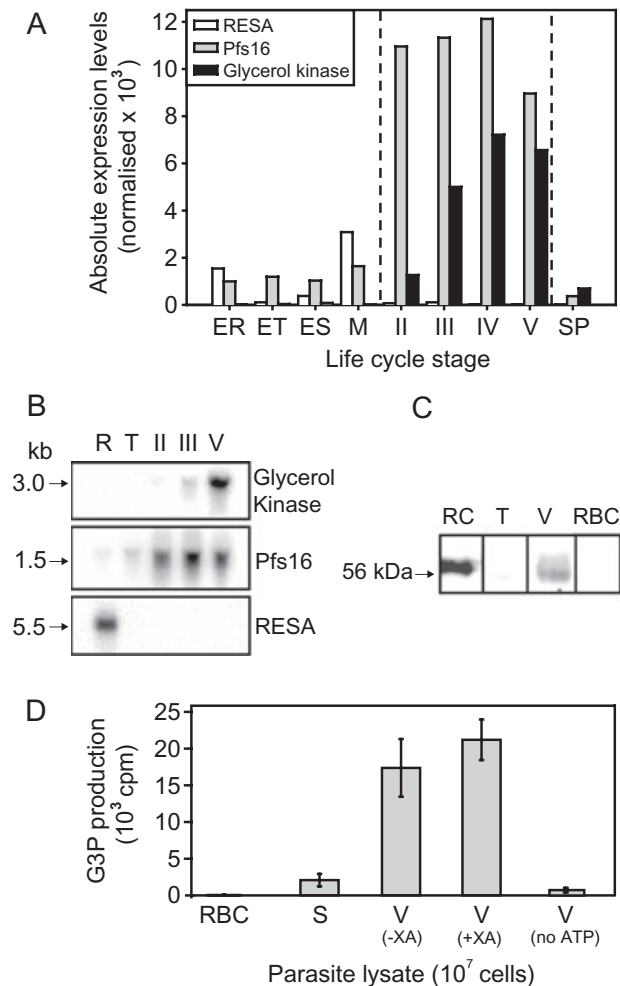 A
RESA
Pfs16
Glycerol kinase
Absolute expression levels
(normalised x 10³)
12
10
8
6
4
2
0
ER ET ES M II III IV V SP
Life cycle stage
B
kb
R T II III V
3.0
Glycerol
Kinase
1.5
Pfs16
5.5
RESA
C
RC T V RBC
56 kDa
D
G3P production
(10³ cpm)
25
20
15
10
5
0
RBC S V V V
(-XA) (+XA) (no ATP)
Parasite lysate (10⁷ cells)